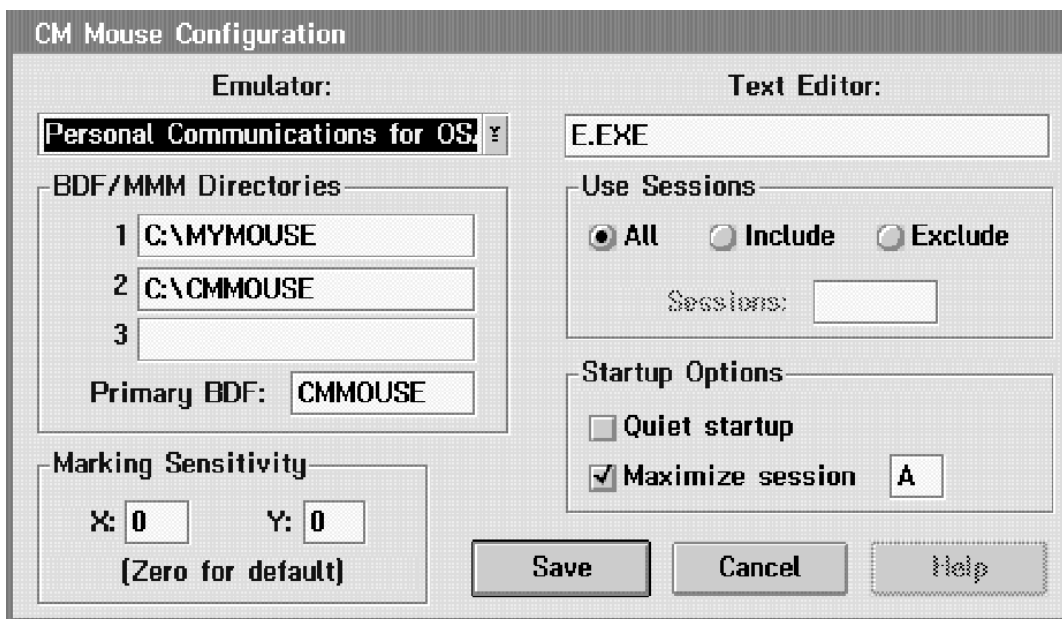 CM Mouse Configuration
Emulator:
Personal Communications for OS/
BDF/MMM Directories
1 C:\MYMOUSE
2 C:\CMMOUSE
3
Primary BDF: CMMOUSE
Marking Sensitivity
X: 0 Y: 0
(Zero for default)
Text Editor:
E.EXE
Use Sessions
All Include Exclude
Sessions:
Startup Options
Quiet startup
Maximize session A
Save Cancel Help